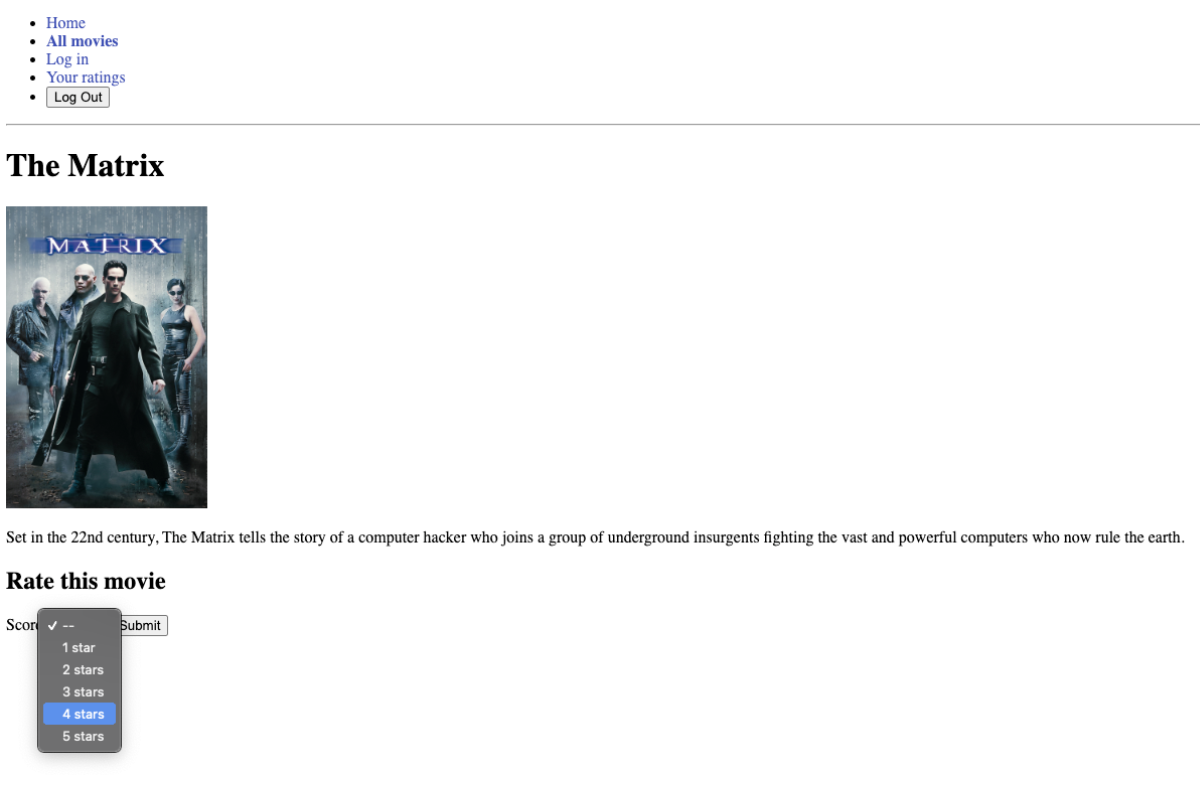 Home
All movies
Log in
Your ratings
Log Out
The Matrix
MATRIX
Set in the 22nd century, The Matrix tells the story of a computer hacker who joins a group of underground insurgents fighting the vast and powerful computers who now rule the earth.
Rate this movie
Score ✓ -- Submit
1 star
2 stars
3 stars
4 stars
5 stars